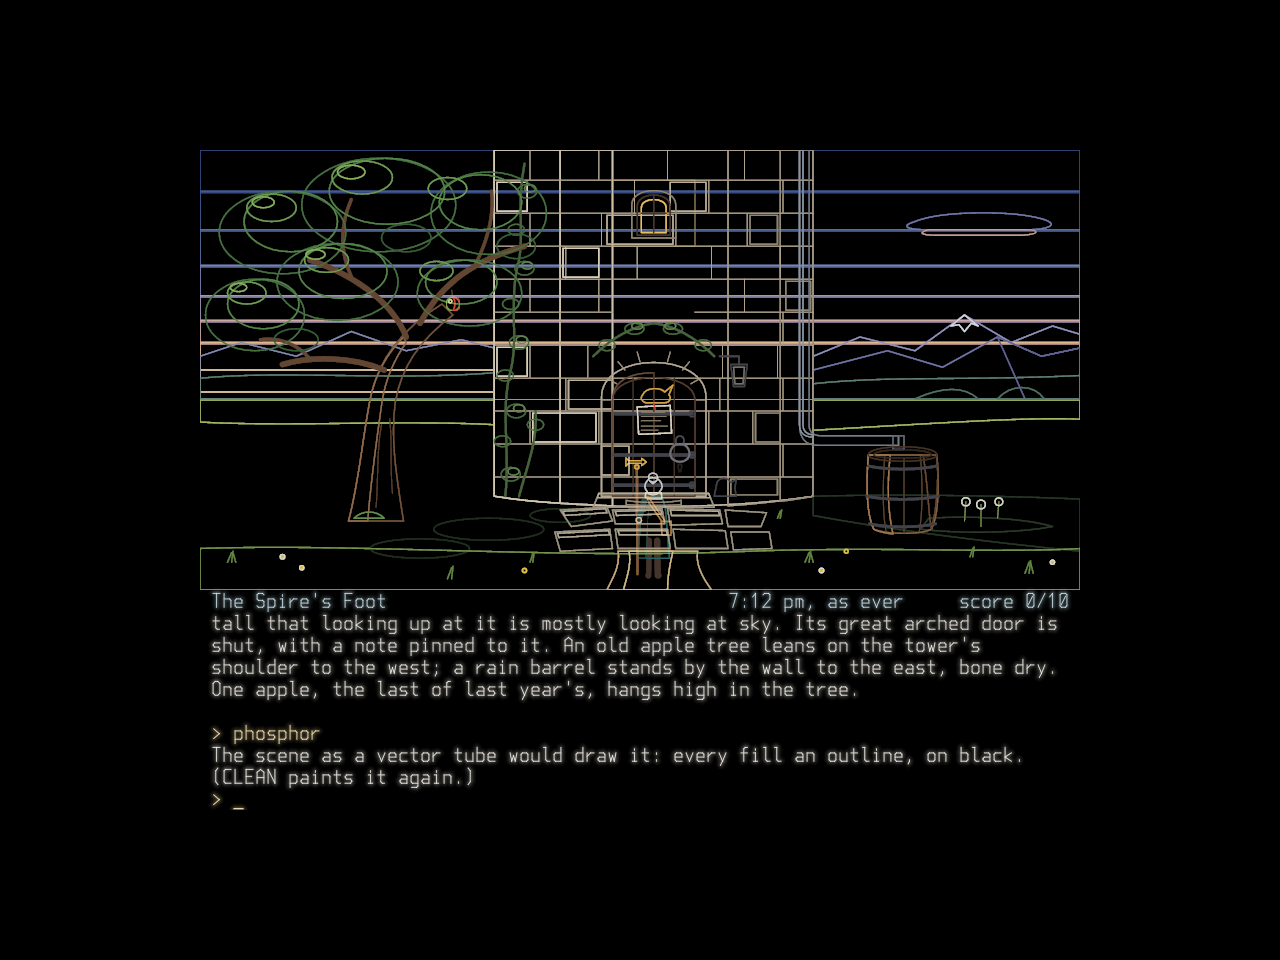 The Spire's Foot 7:12 pm, as ever score 0/10
tall that looking up at it is mostly looking at sky. Its great arched door is
shut, with a note pinned to it. An old apple tree leans on the tower's
shoulder to the west; a rain barrel stands by the wall to the east, bone dry.
One apple, the last of last year's, hangs high in the tree.
> phosphor
The scene as a vector tube would draw it: every fill an outline, on black.
(CLEAN paints it again.)
> _